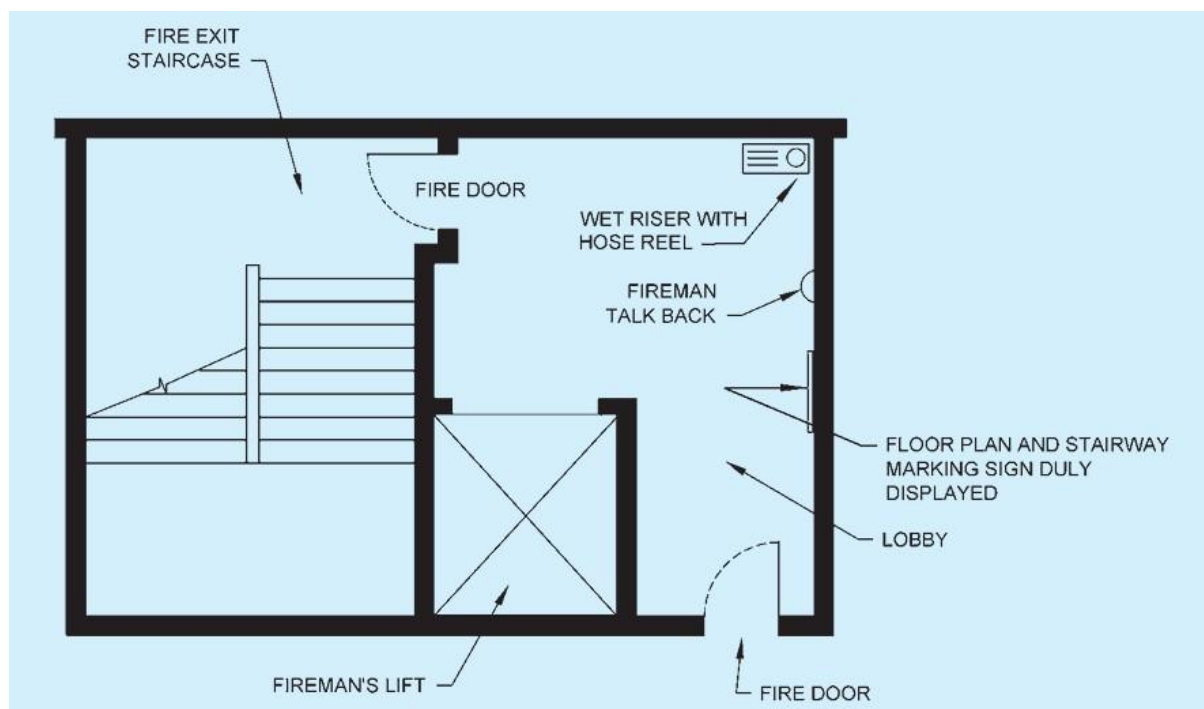 FIRE EXIT
STAIRCASE
FIRE DOOR
WET RISER WITH
HOSE REEL
FIREMAN
TALK BACK
FLOOR PLAN AND STAIRWAY
MARKING SIGN DULY
DISPLAYED
LOBBY
FIREMAN'S LIFT
FIRE DOOR